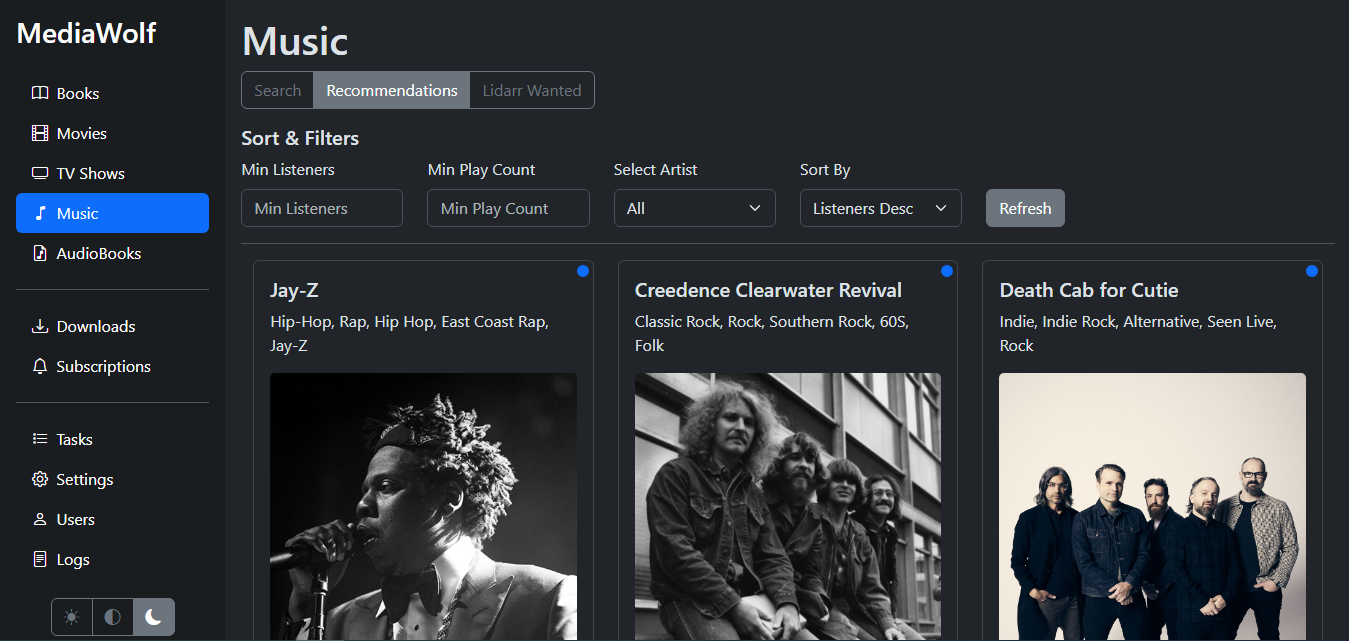 MediaWolf
Books
Movies
TV Shows
Music
AudioBooks
Downloads
Subscriptions
Tasks
Settings
Users
Logs
Music
Search Recommendations Lidarr Wanted
Sort & Filters
Min Listeners Min Play Count Select Artist Sort By
Min Listeners Min Play Count All Listeners Desc Refresh
Jay-Z
Hip-Hop, Rap, Hip Hop, East Coast Rap,
Jay-Z
Creedence Clearwater Revival
Classic Rock, Rock, Southern Rock, 60S,
Folk
Death Cab for Cutie
Indie, Indie Rock, Alternative, Seen Live,
Rock